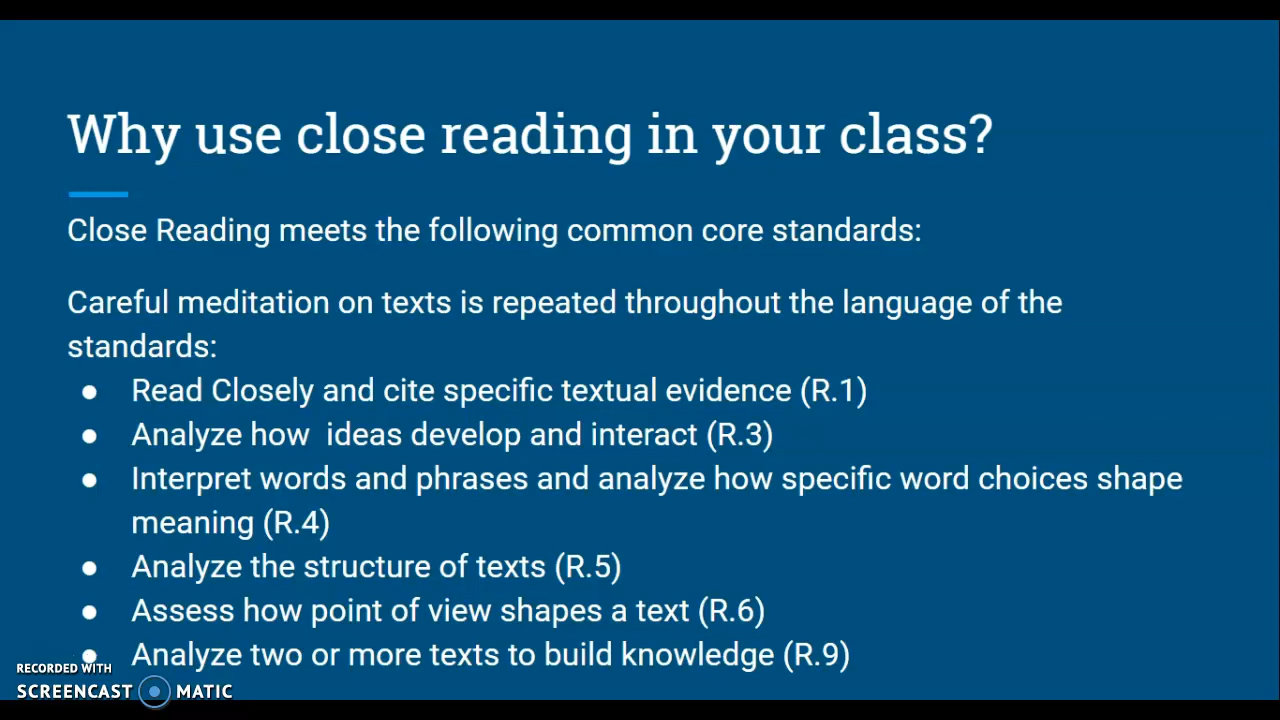 Why use close reading in your class?
Close Reading meets the following common core standards:
Careful meditation on texts is repeated throughout the language of the
standards:
● Read Closely and cite specific textual evidence (R.1)
● Analyze how  ideas develop and interact (R.3)
● Interpret words and phrases and analyze how specific word choices shape
meaning (R.4)
● Analyze the structure of texts (R.5)
● Assess how point of view shapes a text (R.6)
● Analyze two or more texts to build knowledge (R.9)
RECORDED WITH
SCREENCAST MATIC